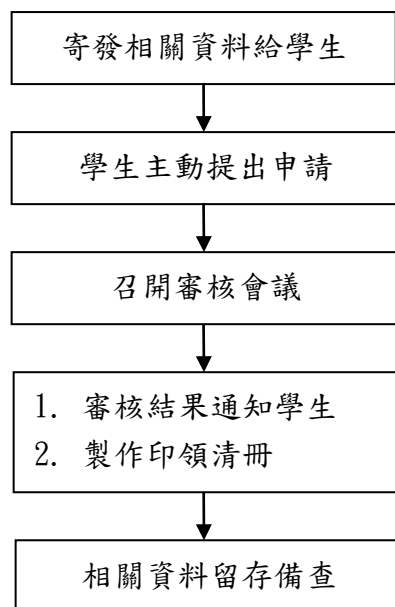 寄發相關資料給學生
學生主動提出申請
召開審核會議
1. 審核結果通知學生
2. 製作印領清冊
相關資料留存備查